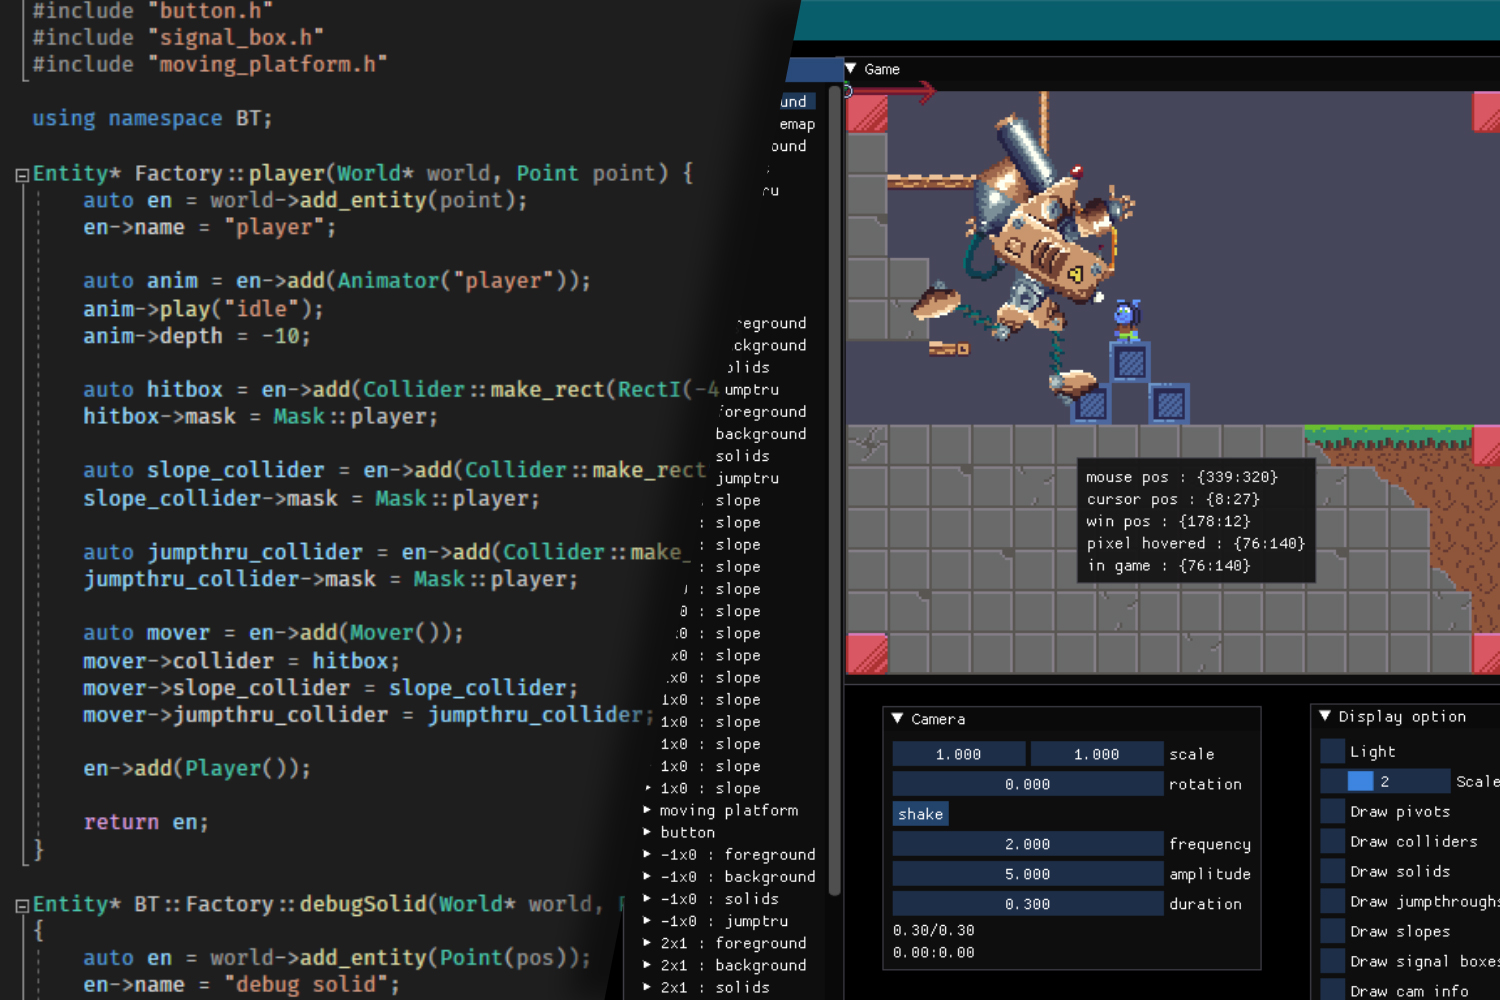 #include "button.h"
#include "signal_box.h"
#include "moving_platform.h"
using namespace BT;
Entity* Factory::player(World* world, Point point) {
auto en = world->add_entity(point);
en->name = "player";
auto anim = en->add(Animator("player"));
anim->play("idle");
anim->depth = -10;
auto hitbox = en->add(Collider::make_rect(RectI(-4
hitbox->mask = Mask::player;
auto slope_collider = en->add(Collider::make_rect
slope_collider->mask = Mask::player;
auto jumpthru_collider = en->add(Collider::make_
jumpthru_collider->mask = Mask::player;
auto mover = en->add(Mover());
mover->collider = hitbox;
mover->slope_collider = slope_collider;
mover->jumpthru_collider = jumpthru_collider;
en->add(Player());
return en;
}
Entity* BT::Factory::debugSolid(World* world,
{
auto en = world->add_entity(Point(pos));
en->name = "debug solid";
und
emap
ound
ru
reground
ckground
olids
umptru
foreground
background
solids
jumptru
: slope
: slope
: slope
: slope
: slope
0 : slope
:0 : slope
x0 : slope
x0 : slope
1x0 : slope
1x0 : slope
1x0 : slope
1x0 : slope
1x0 : slope
moving platform
button
-1x0 : foreground
-1x0 : background
-1x0 : solids
-1x0 : jumptru
2x1 : foreground
2x1 : background
2x1 : solids
Game
mouse pos : {339:320}
cursor pos : {8:27}
win pos : {178:12}
pixel hovered : {76:140}
in game : {76:140}
Camera
1.000 1.000 scale
0.000 rotation
shake
2.000 frequency
5.000 amplitude
0.300 duration
0.30/0.30
0.00:0.00
Display option
Light
2 Scale
Draw pivots
Draw colliders
Draw solids
Draw jumpthroughs
Draw slopes
Draw signal boxes
Draw cam info